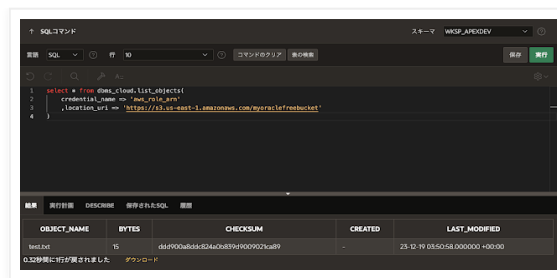 ↑ SQLコマンド スキーマ WKSP_APEXDEV
言語 SQL 行 10 コマンドのクリア 表の検索 保存 実行
1 select * from dbms_cloud.list_objects(
2 credential_name => 'aws_role_arn'
3 ,location_uri => 'https://s3.us-east-1.amazonaws.com/myoraclefreebucket'
4 )
結果 実行計画 DESCRIBE 保存されたSQL 履歴
OBJECT_NAME BYTES CHECKSUM CREATED LAST_MODIFIED
test.txt 15 ddd900a8ddc824a0b839d9009021ca89 - 23-12-19 03:50:58.000000 +00:00
0.32秒間に1行が戻されました ダウンロード